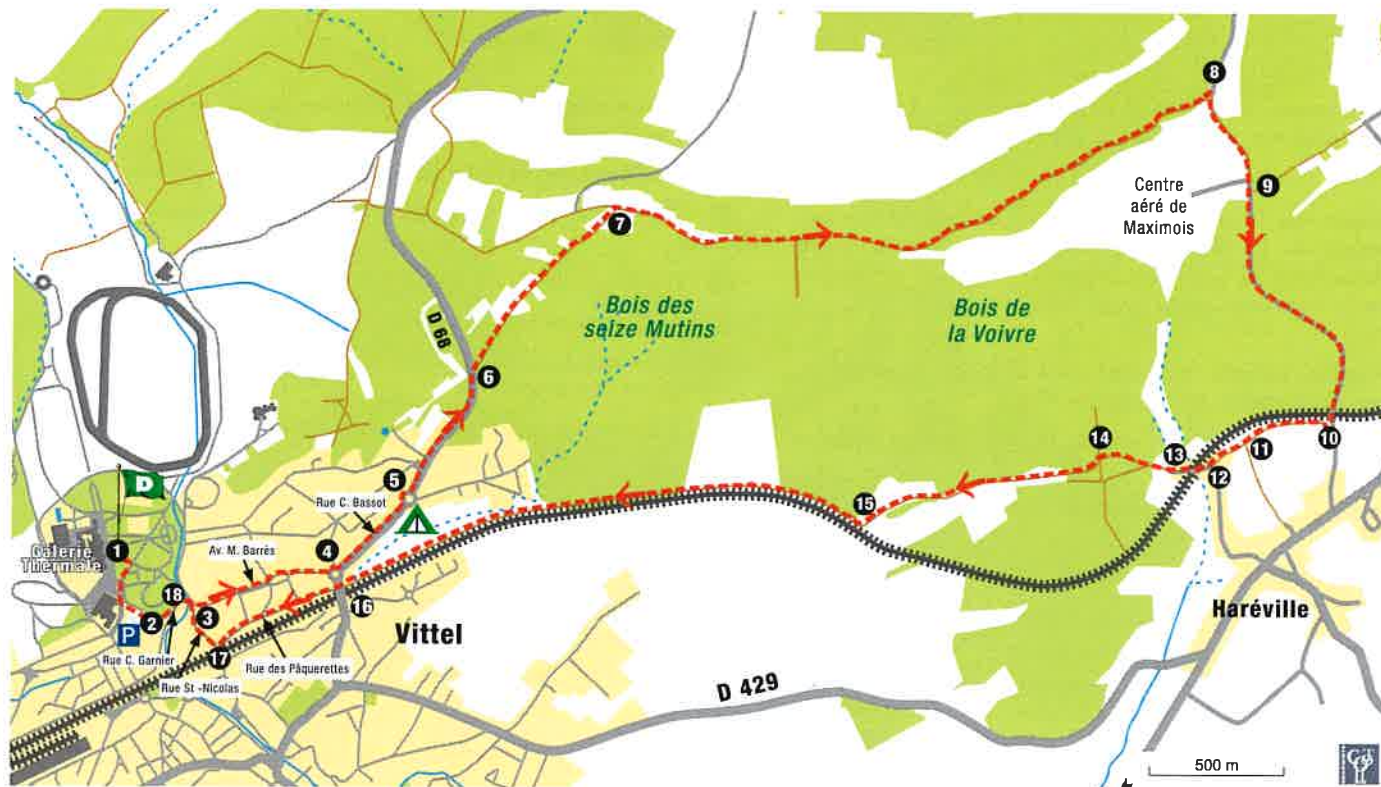 8
Centre
aéré de
Maximois
9
7
Bois des
seize Mutins
Bois de
la Voivre
D 68
6
10
11
14
13
12
15
5
D
Rue C. Bassot
4
Av. M. Barrès
Galerie
Thermale
1
18
3
2
P
16
17
Vittel
Haréville
Rue C. Garnier
Rue des Pâquerettes
Rue St -Nicolas
D 429
500 m